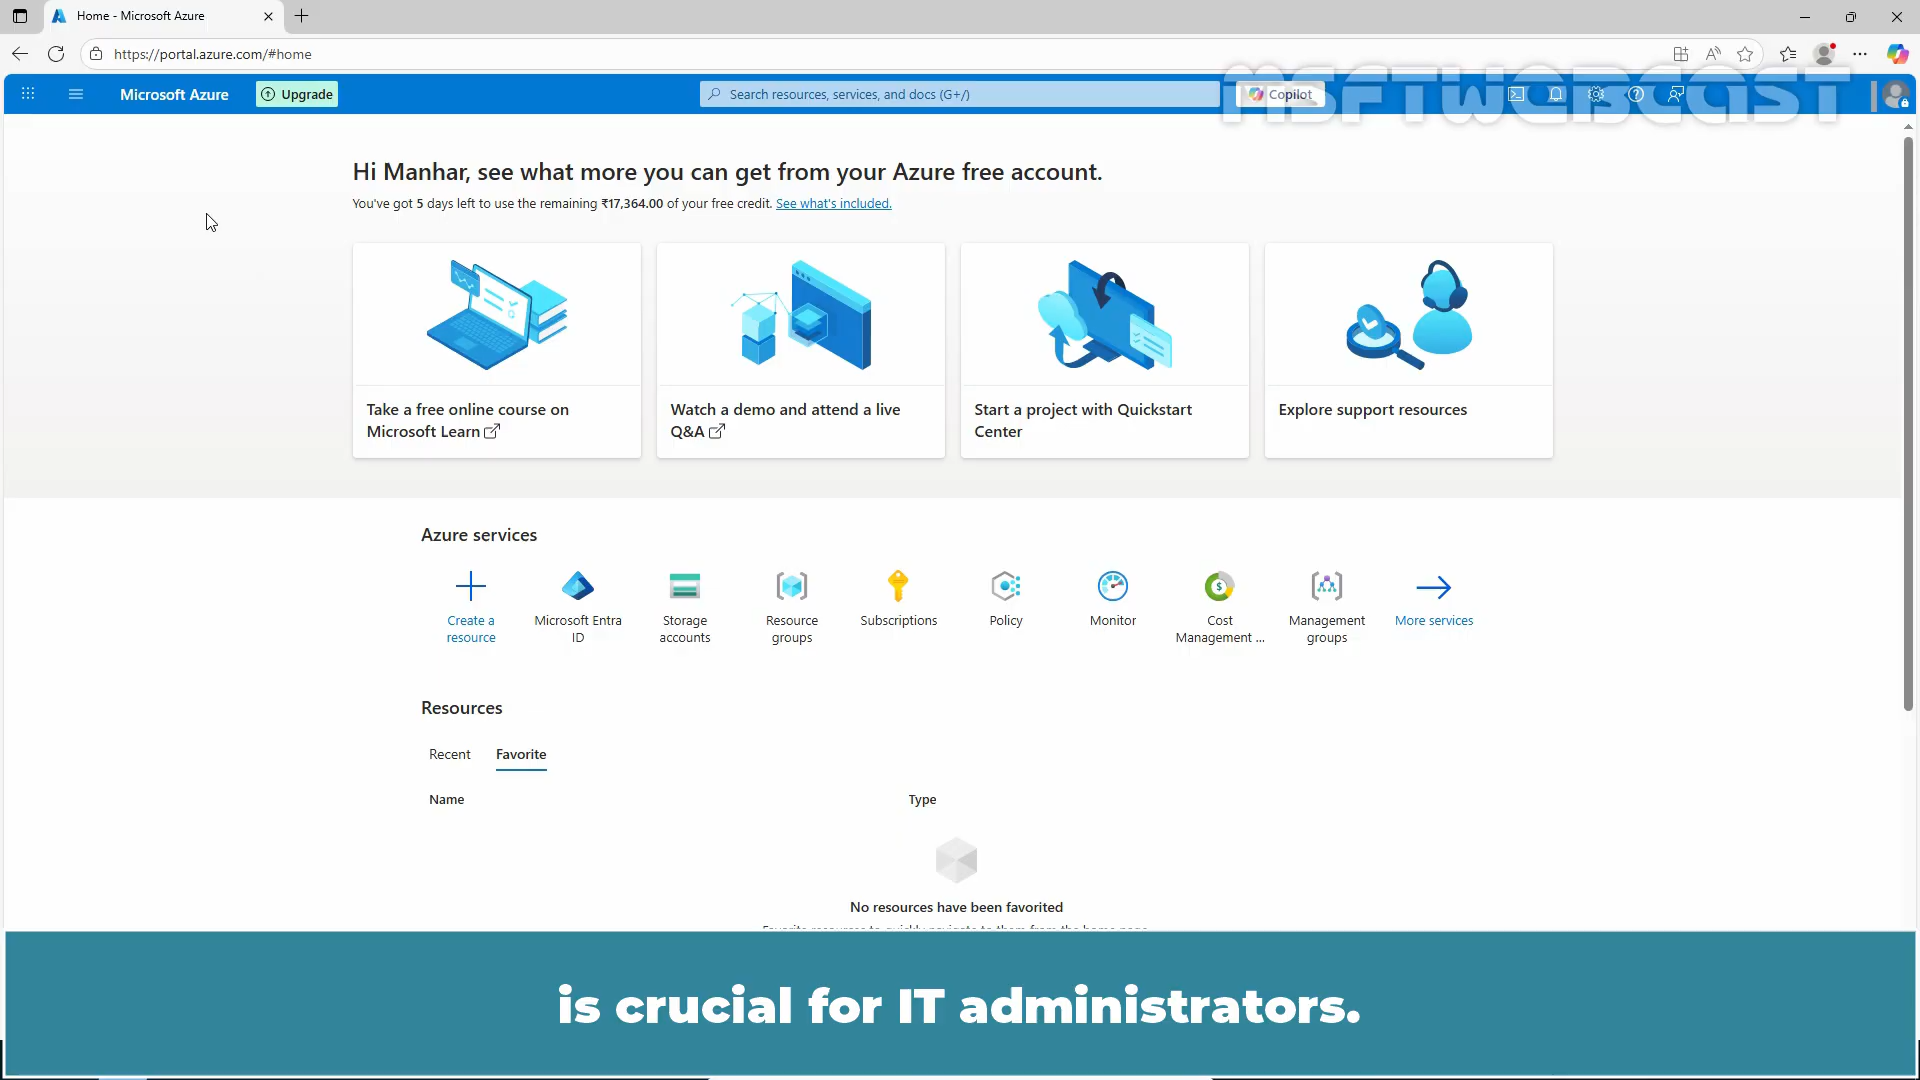 Home - Microsoft Azure
https://portal.azure.com/#home
MSFTWEBCAST
Microsoft Azure
Upgrade
Search resources, services, and docs (G+/)
Copilot
Hi Manhar, see what more you can get from your Azure free account.
You've got 5 days left to use the remaining ₹17,364.00 of your free credit. See what's included.
Take a free online course on
Microsoft Learn
Watch a demo and attend a live
Q&A
Start a project with Quickstart
Center
Explore support resources
Azure services
Create a
resource
Microsoft Entra
ID
Storage
accounts
Resource
groups
Subscriptions
Policy
Monitor
Cost
Management ...
Management
groups
More services
Resources
Recent
Favorite
Name
Type
No resources have been favorited
is crucial for IT administrators.